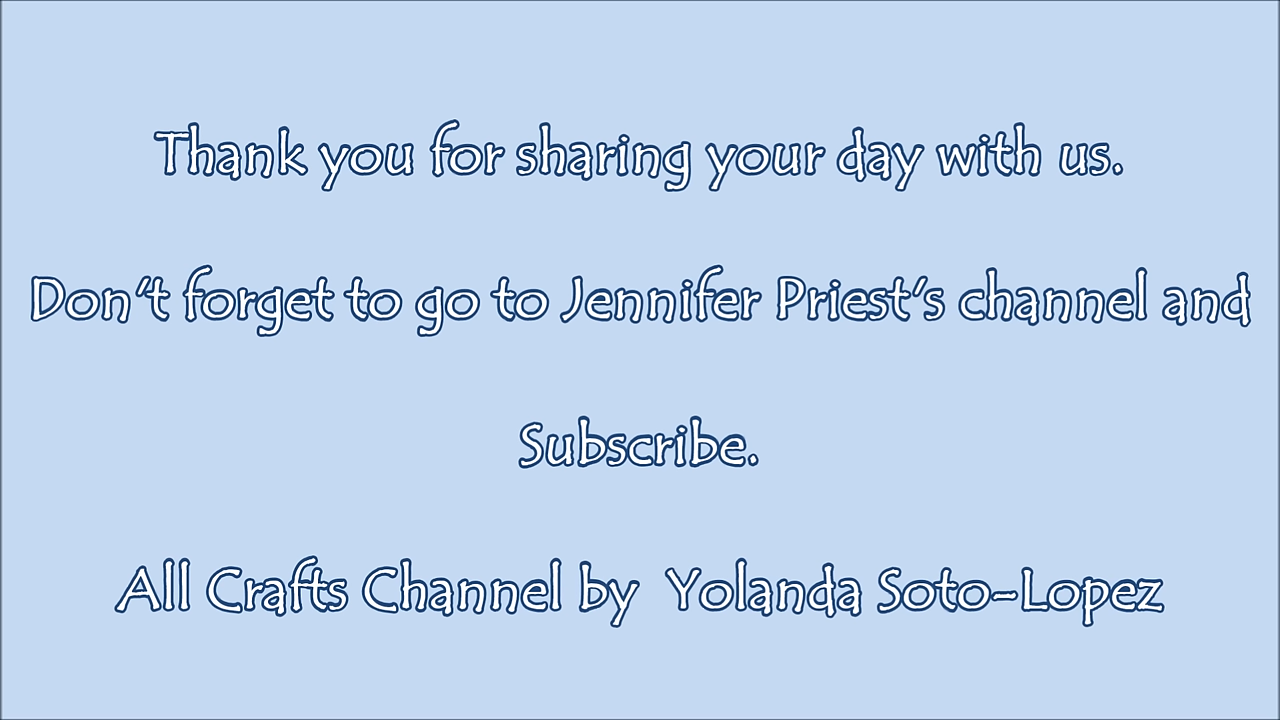 Thank you for sharing your day with us.
Don't forget to go to Jennifer Priest's channel and
Subscribe.
All Crafts Channel by  Yolanda Soto-Lopez